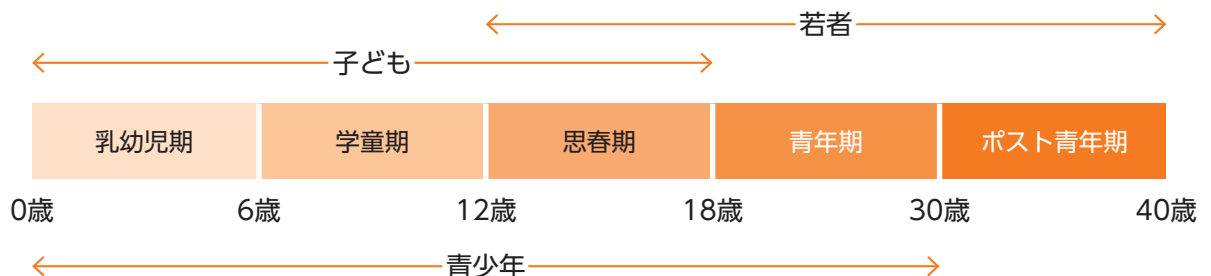 若者
子ども
乳幼児期 学童期 思春期 青年期 ポスト青年期
0歳 6歳 12歳 18歳 30歳 40歳
青少年